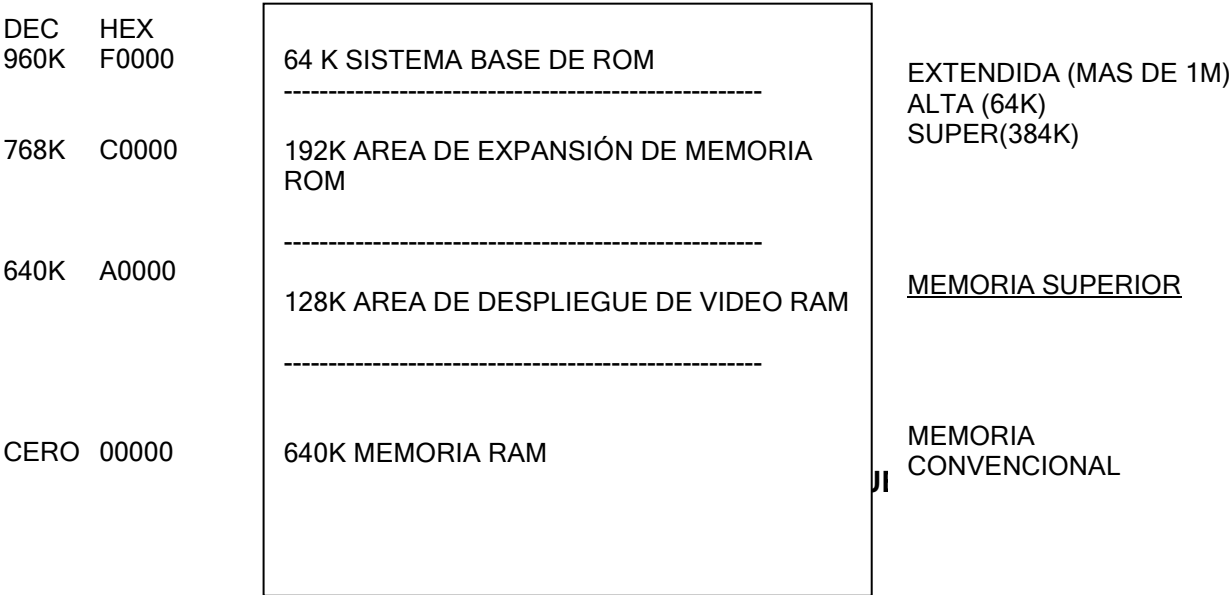 DEC HEX
960K F0000
64 K SISTEMA BASE DE ROM
-----------------------------------------------------
EXTENDIDA (MAS DE 1M)
ALTA (64K)
SUPER(384K)
768K C0000
192K AREA DE EXPANSIÓN DE MEMORIA
ROM
-----------------------------------------------------
640K A0000
128K AREA DE DESPLIEGUE DE VIDEO RAM
MEMORIA SUPERIOR
-----------------------------------------------------
CERO 00000
640K MEMORIA RAM
MEMORIA
CONVENCIONAL